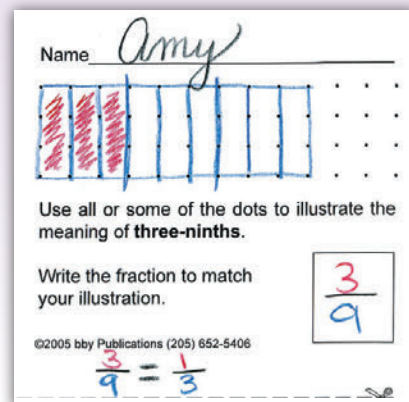 Name Amy
Use all or some of the dots to illustrate the
meaning of three-ninths.
Write the fraction to match
your illustration.
3/9
©2005 bby Publications (205) 652-5406
3/9 = 1/3